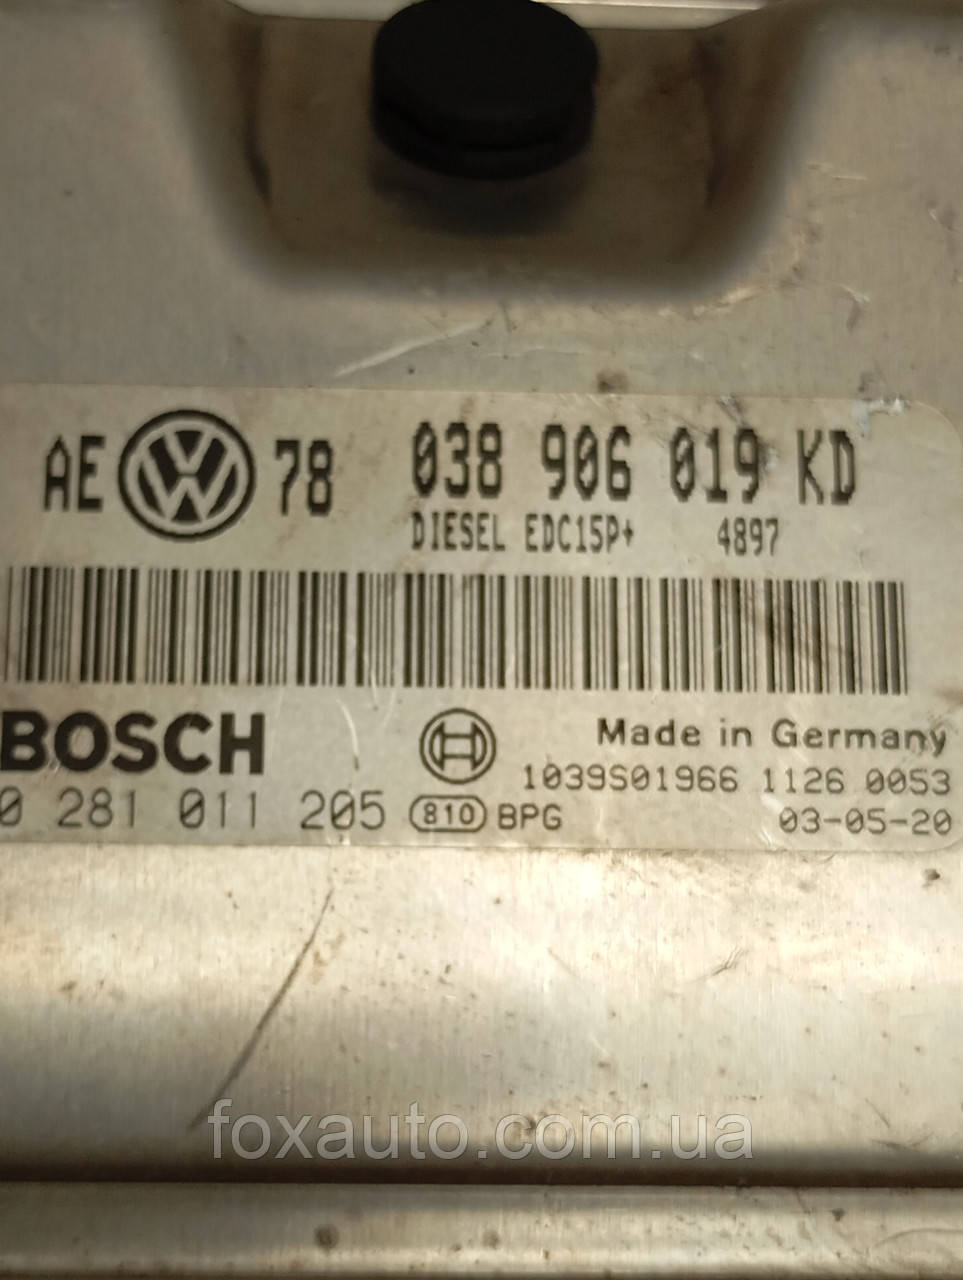 AE 78 038 906 019 KD
DIESEL EDC15P+ 4897
BOSCH
Made in Germany
1039S01966 1126 0053
0 281 011 205 810 BPG 03-05-20
foxauto.com.ua